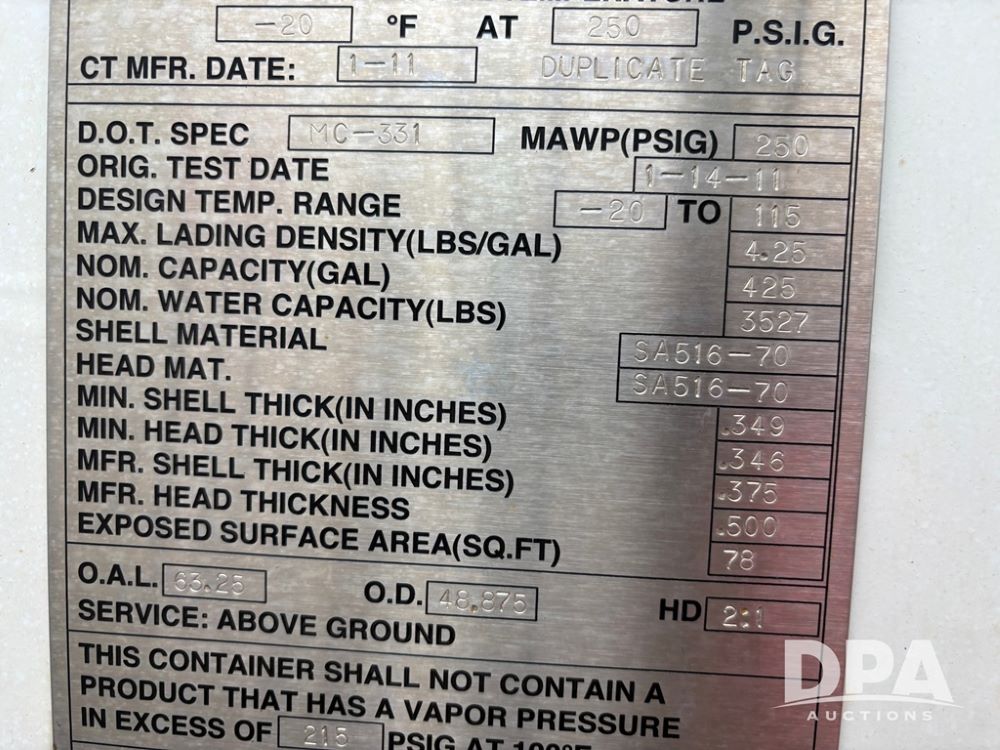 -20 °F AT 250 P.S.I.G.
CT MFR. DATE: 1-11 DUPLICATE TAG
D.O.T. SPEC MC-331 MAWP(PSIG) 250
ORIG. TEST DATE 1-14-11
DESIGN TEMP. RANGE -20 TO 115
MAX. LADING DENSITY(LBS/GAL) 4.25
NOM. CAPACITY(GAL) 425
NOM. WATER CAPACITY(LBS) 3527
SHELL MATERIAL SA516-70
HEAD MAT. SA516-70
MIN. SHELL THICK(IN INCHES) .349
MIN. HEAD THICK(IN INCHES) .346
MFR. SHELL THICK(IN INCHES) .375
MFR. HEAD THICKNESS .500
EXPOSED SURFACE AREA(SQ.FT) 78
O.A.L. 63.25 O.D. 48.875 HD 2:1
SERVICE: ABOVE GROUND
THIS CONTAINER SHALL NOT CONTAIN A
PRODUCT THAT HAS A VAPOR PRESSURE
IN EXCESS OF 215 PSIG AT 100°F
DPA
AUCTIONS